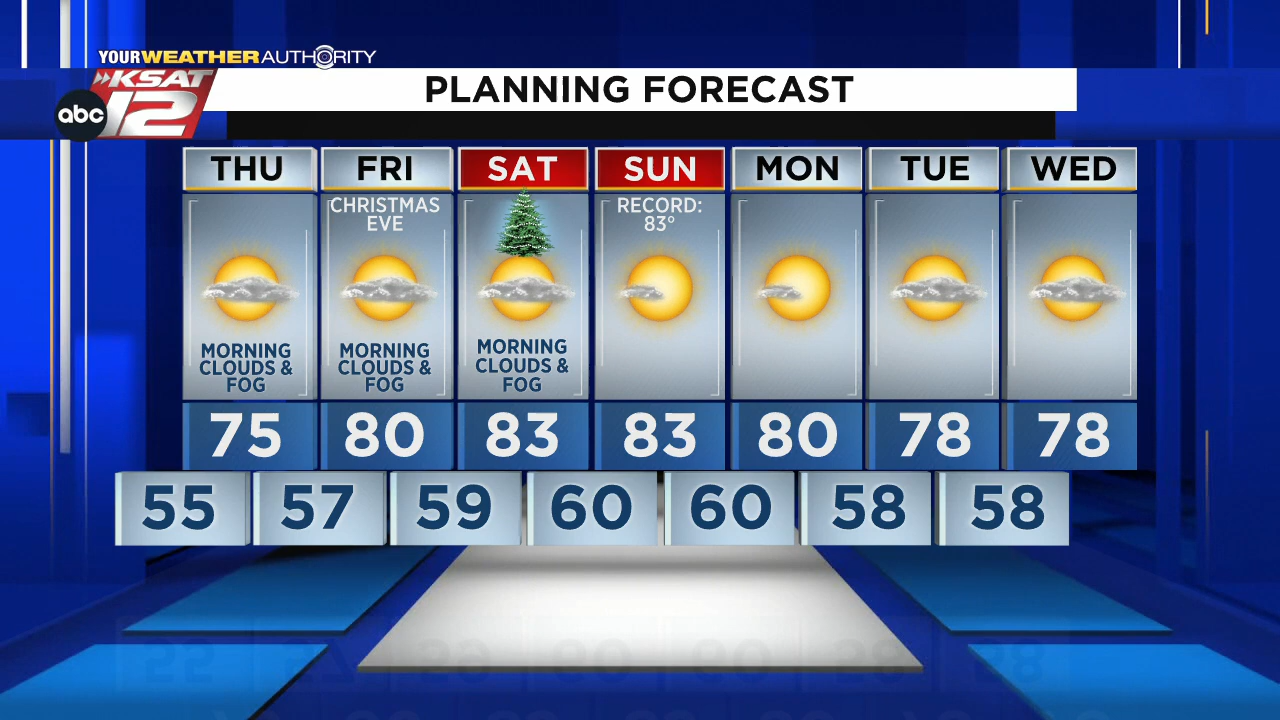 YOURWEATHERAUTHORITY
KSAT
abc 12
PLANNING FORECAST
THU FRI SAT SUN MON TUE WED
CHRISTMAS
EVE
RECORD:
83°
MORNING
CLOUDS &
FOG
MORNING
CLOUDS &
FOG
MORNING
CLOUDS &
FOG
75 80 83 83 80 78 78
55 57 59 60 60 58 58